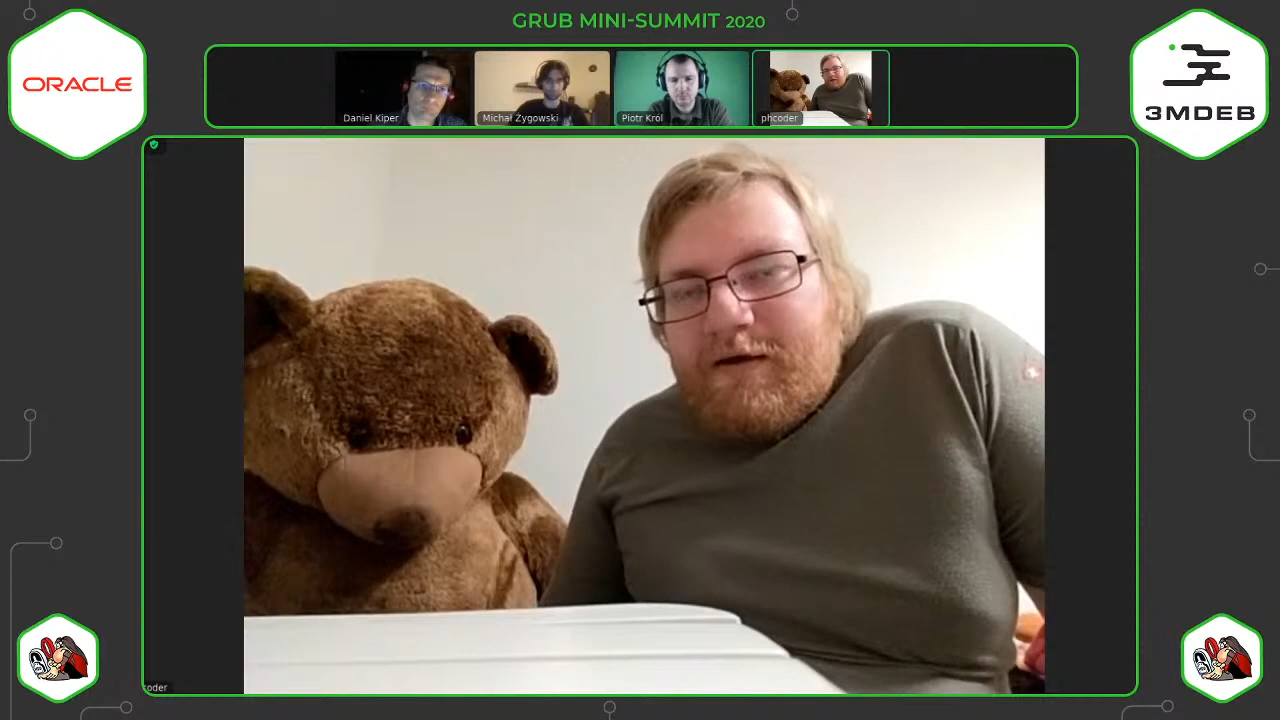 GRUB MINI-SUMMIT 2020
ORACLE
3MDEB
Daniel Kiper
Michał Żygowski
Piotr Król
phcoder
coder